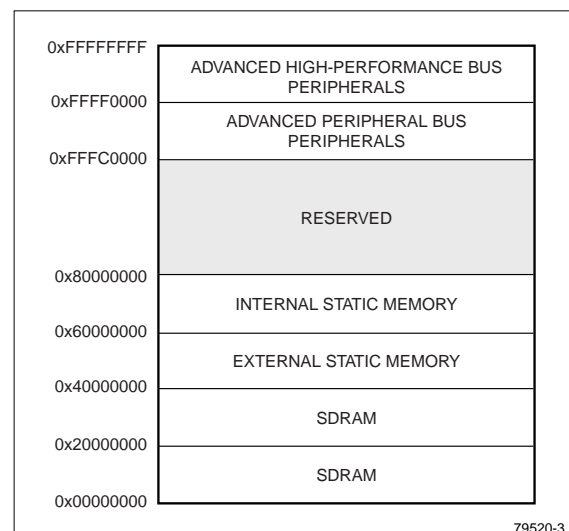 0xFFFFFFFF
ADVANCED HIGH-PERFORMANCE BUS
PERIPHERALS
0xFFFF0000
ADVANCED PERIPHERAL BUS
PERIPHERALS
0xFFFC0000
RESERVED
0x80000000
INTERNAL STATIC MEMORY
0x60000000
EXTERNAL STATIC MEMORY
0x40000000
SDRAM
0x20000000
SDRAM
0x00000000
79520-3